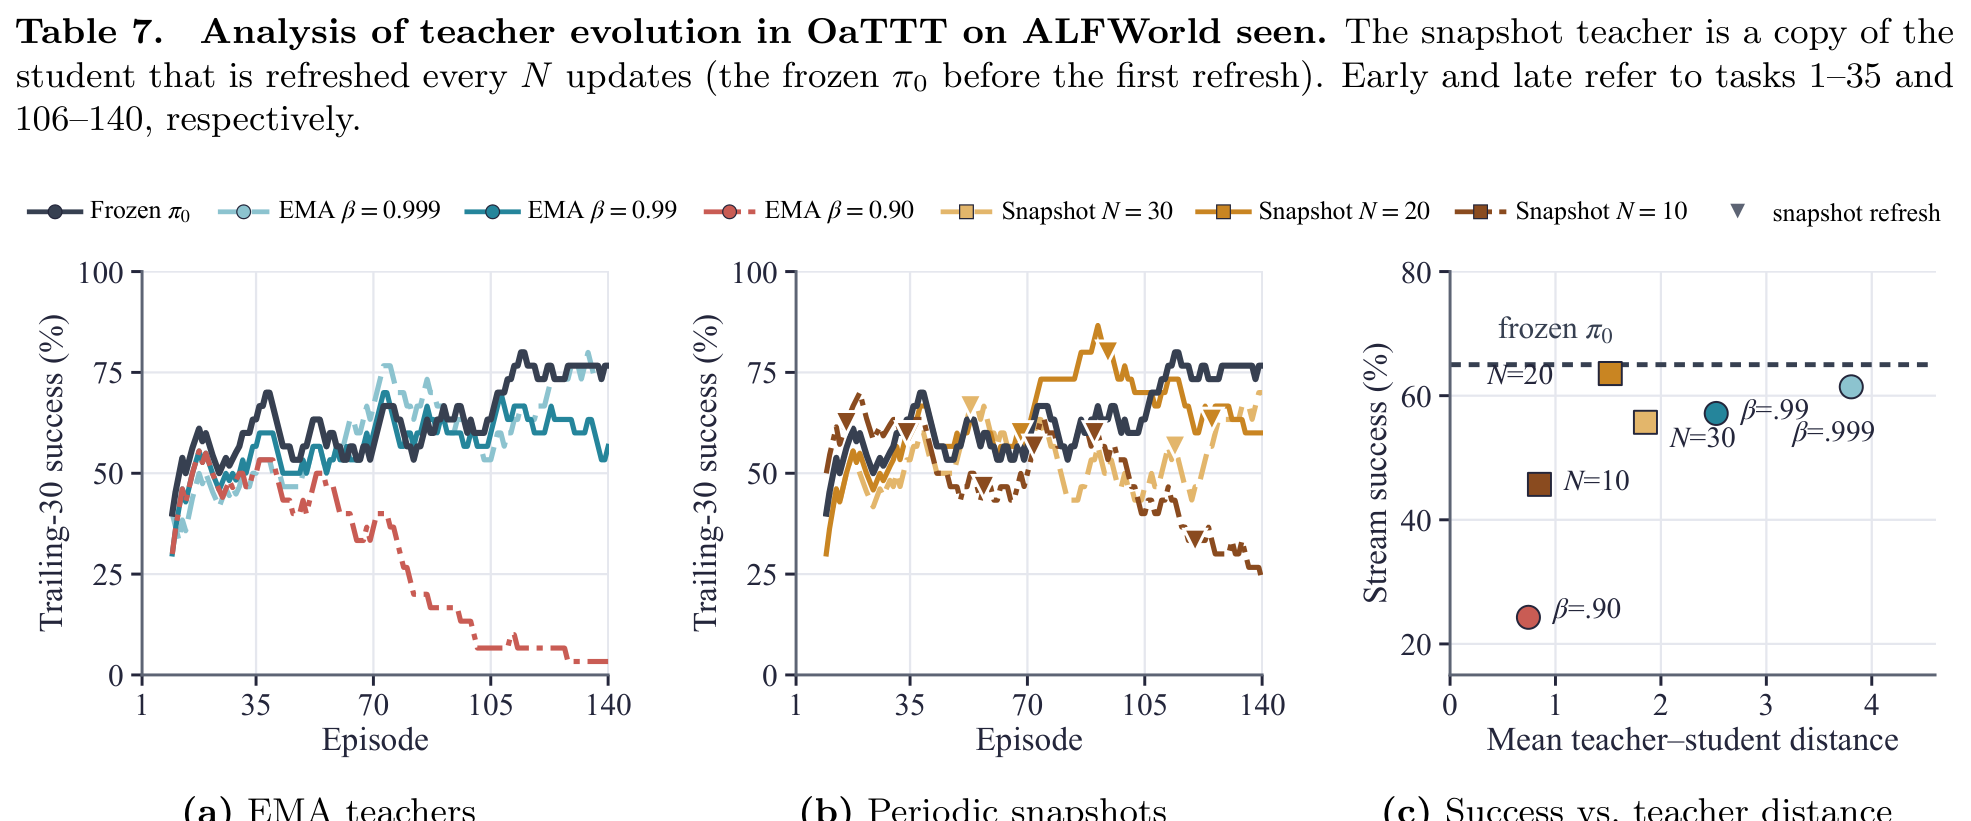 Table 7. Analysis of teacher evolution in OaTTT on ALFWorld seen. The snapshot teacher is a copy of the
student that is refreshed every N updates (the frozen π0 before the first refresh). Early and late refer to tasks 1–35 and
106–140, respectively.
Frozen π0
EMA β = 0.999
EMA β = 0.99
EMA β = 0.90
Snapshot N = 30
Snapshot N = 20
Snapshot N = 10
snapshot refresh
Trailing-30 success (%)
100
75
50
25
0
1
35
70
105
140
Episode
(a) EMA teachers
Trailing-30 success (%)
100
75
50
25
0
1
35
70
105
140
Episode
(b) Periodic snapshots
Stream success (%)
80
60
40
20
frozen π0
N=20
β=.99
β=.999
N=30
N=10
β=.90
0
1
2
3
4
Mean teacher–student distance
(c) Success vs. teacher distance